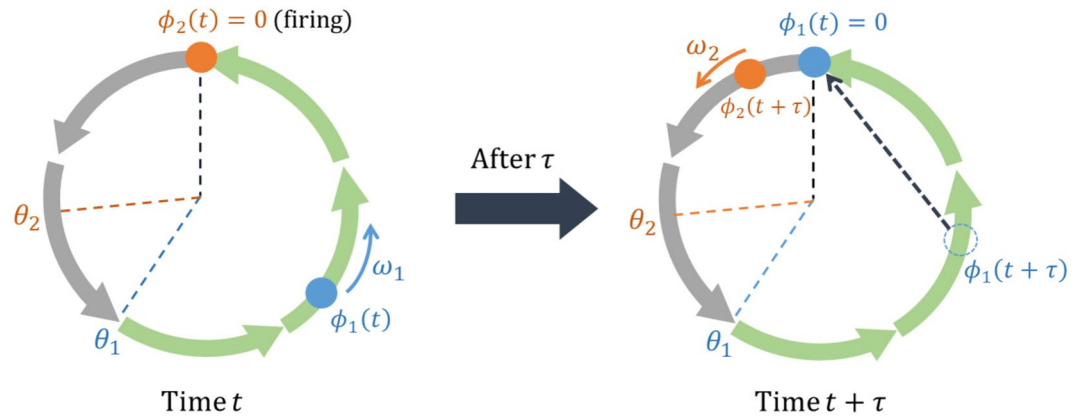 ϕ₂(t) = 0 (firing)
θ₂
ω₁
ϕ₁(t)
θ₁
Time t
After τ
ϕ₁(t) = 0
ω₂
ϕ₂(t + τ)
θ₂
ϕ₁(t + τ)
θ₁
Time t + τ